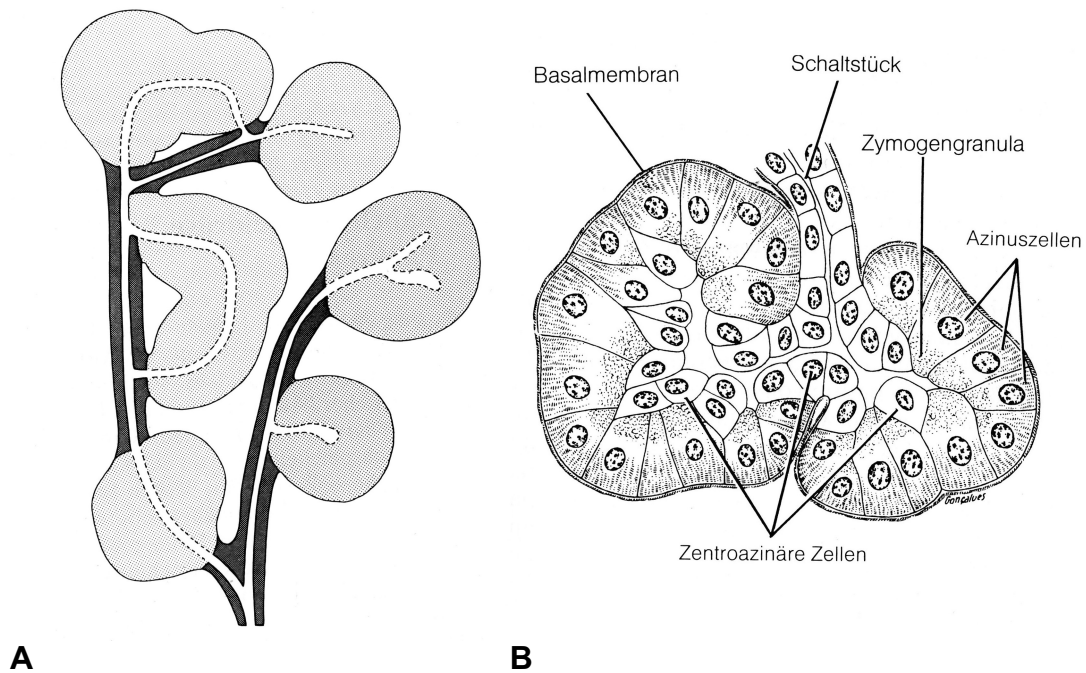 Basalmembran
Schaltstück
Zymogengranula
Azinuszellen
Gonçalves
Zentroazinäre Zellen
A
B